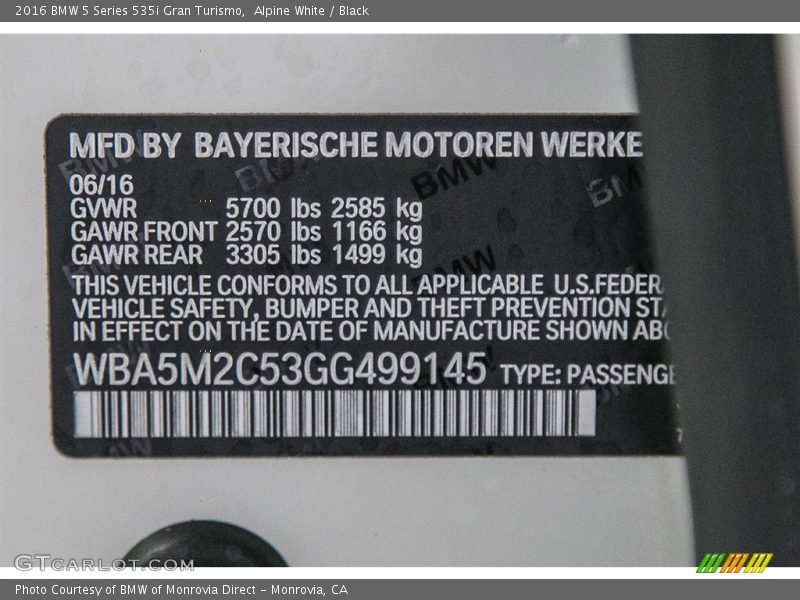 2016 BMW 5 Series 535i Gran Turismo,  Alpine White / Black
MFD BY BAYERISCHE MOTOREN WERKE
06/16
GVWR 5700 lbs 2585 kg
GAWR FRONT 2570 lbs 1166 kg
GAWR REAR 3305 lbs 1499 kg
THIS VEHICLE CONFORMS TO ALL APPLICABLE U.S.FEDER
VEHICLE SAFETY, BUMPER AND THEFT PREVENTION STA
IN EFFECT ON THE DATE OF MANUFACTURE SHOWN ABO
WBA5M2C53GG499145 TYPE: PASSENGE
GTcarlot.com
Photo Courtesy of BMW of Monrovia Direct – Monrovia, CA